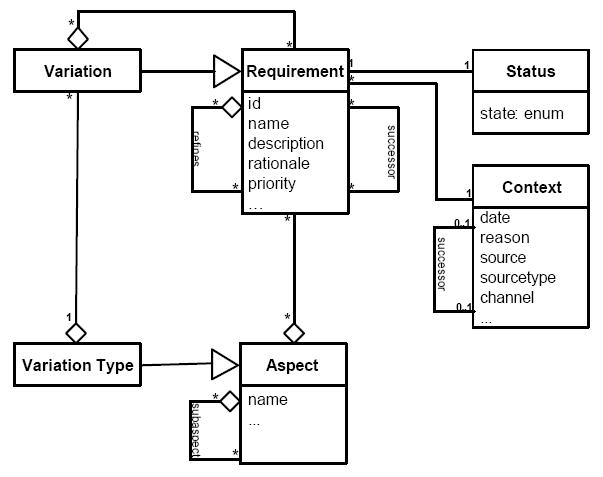 *
*
Variation
*
Requirement
1
*
1
Status
state: enum
id
name
description
rationale
priority
...
*
*
refines
*
*
successor
*
1
Context
date
reason
source
sourcetype
channel
...
0..1
0..1
successor
*
1
Variation Type
*
Aspect
name
...
*
*
subaspect